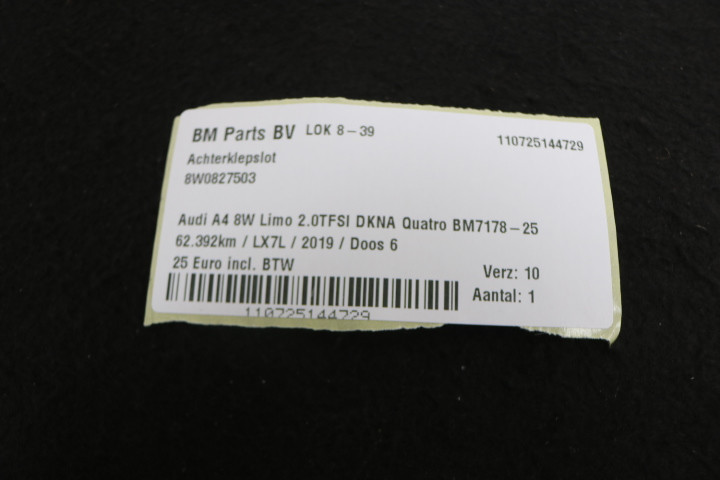 BM Parts BV LOK 8-39 110725144729
Achterklepslot
8W0827503
Audi A4 8W Limo 2.0TFSI DKNA Quatro BM7178-25
62.392km / LX7L / 2019 / Doos 6
25 Euro incl. BTW Verz: 10
Aantal: 1
110725144729